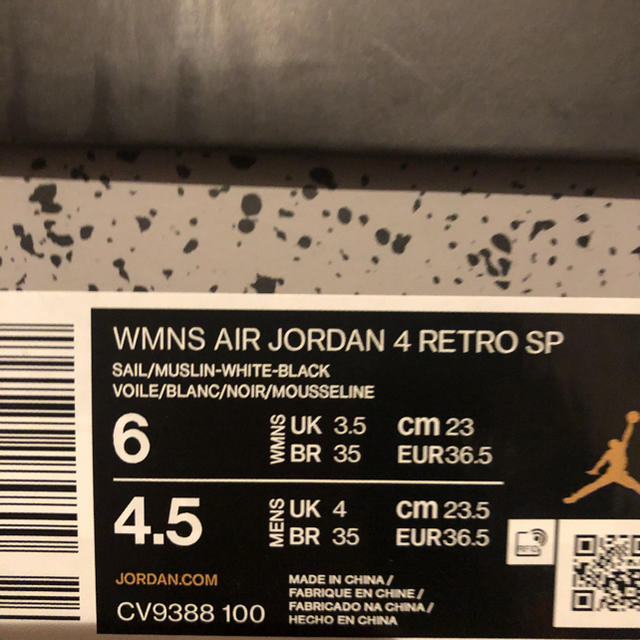 WMNS AIR JORDAN 4 RETRO SP
SAIL/MUSLIN-WHITE-BLACK
VOILE/BLANC/NOIR/MOUSSELINE
6 WMNS UK 3.5 cm 23
BR 35 EUR36.5
4.5 MENS UK 4 cm 23.5
BR 35 EUR36.5
JORDAN.COM
CV9388 100
MADE IN CHINA/
FABRIQUE EN CHINE/
FABRICADO NA CHINA/
HECHO EN CHINA
RFID